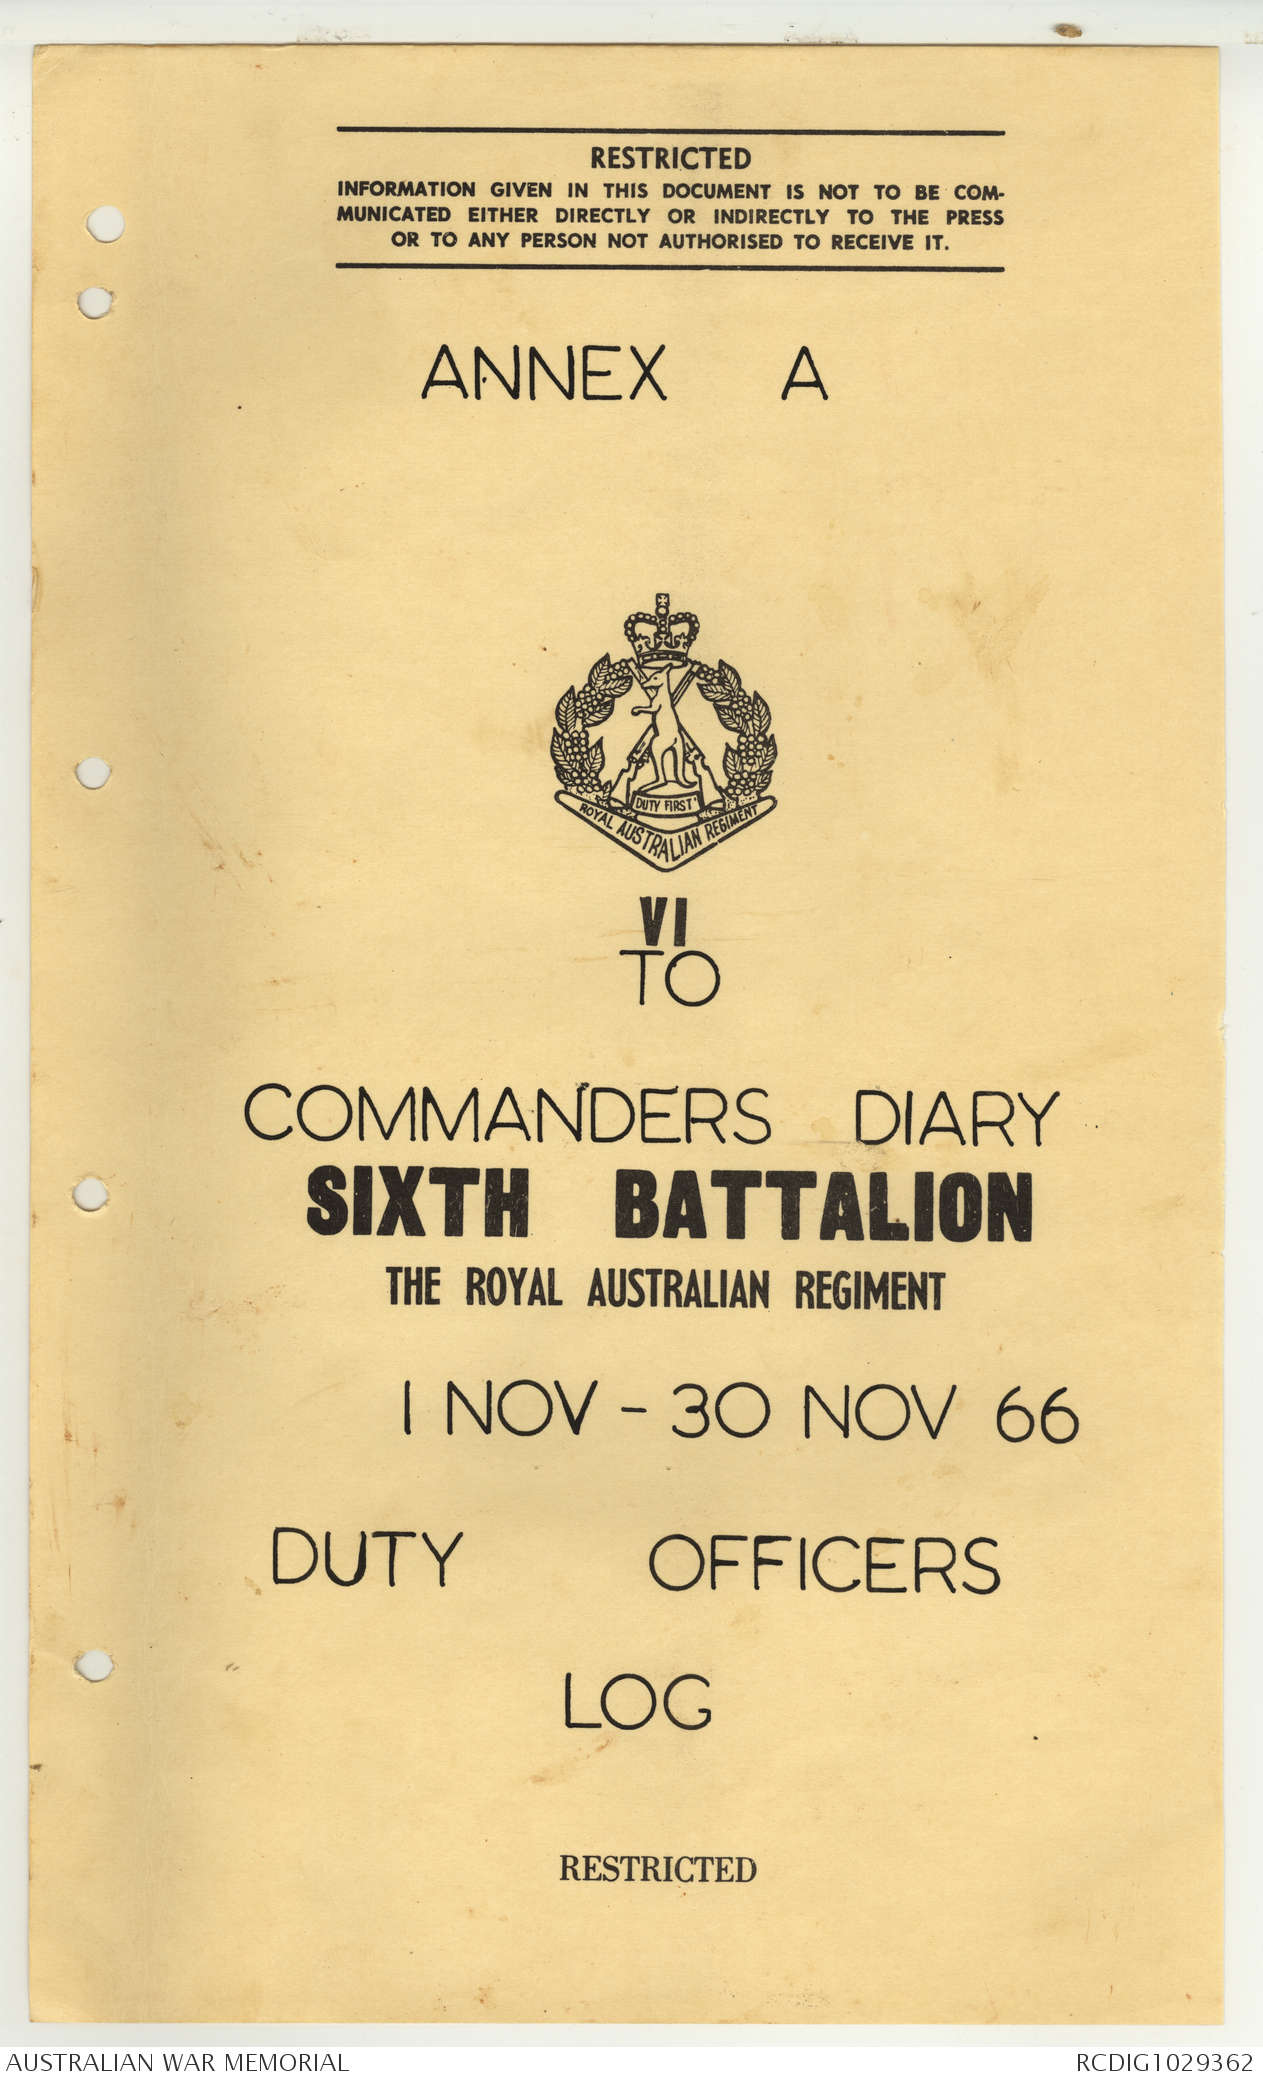 RESTRICTED
INFORMATION GIVEN IN THIS DOCUMENT IS NOT TO BE COM-
MUNICATED EITHER DIRECTLY OR INDIRECTLY TO THE PRESS
OR TO ANY PERSON NOT AUTHORISED TO RECEIVE IT.
ANNEX A
DUTY FIRST
ROYAL AUSTRALIAN REGIMENT
VI
TO
COMMANDERS DIARY
SIXTH BATTALION
THE ROYAL AUSTRALIAN REGIMENT
1 NOV - 30 NOV 66
DUTY OFFICERS
LOG
RESTRICTED
AUSTRALIAN WAR MEMORIAL
RCDIG1029362